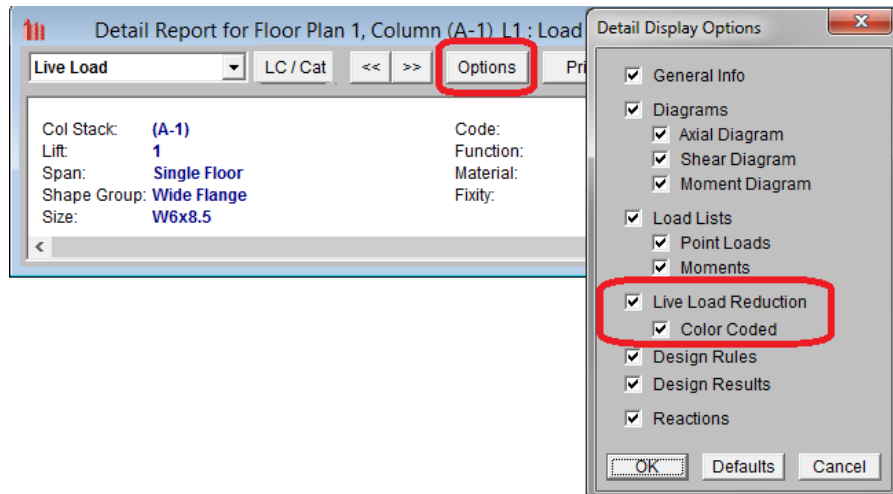 Detail Report for Floor Plan 1, Column (A-1) L1 : Load
Live Load
LC / Cat
<<
>>
Options
Pri
Col Stack: (A-1)
Lift: 1
Span: Single Floor
Shape Group: Wide Flange
Size: W6x8.5
Code:
Function:
Material:
Fixity:
Detail Display Options
General Info
Diagrams
Axial Diagram
Shear Diagram
Moment Diagram
Load Lists
Point Loads
Moments
Live Load Reduction
Color Coded
Design Rules
Design Results
Reactions
OK Defaults Cancel